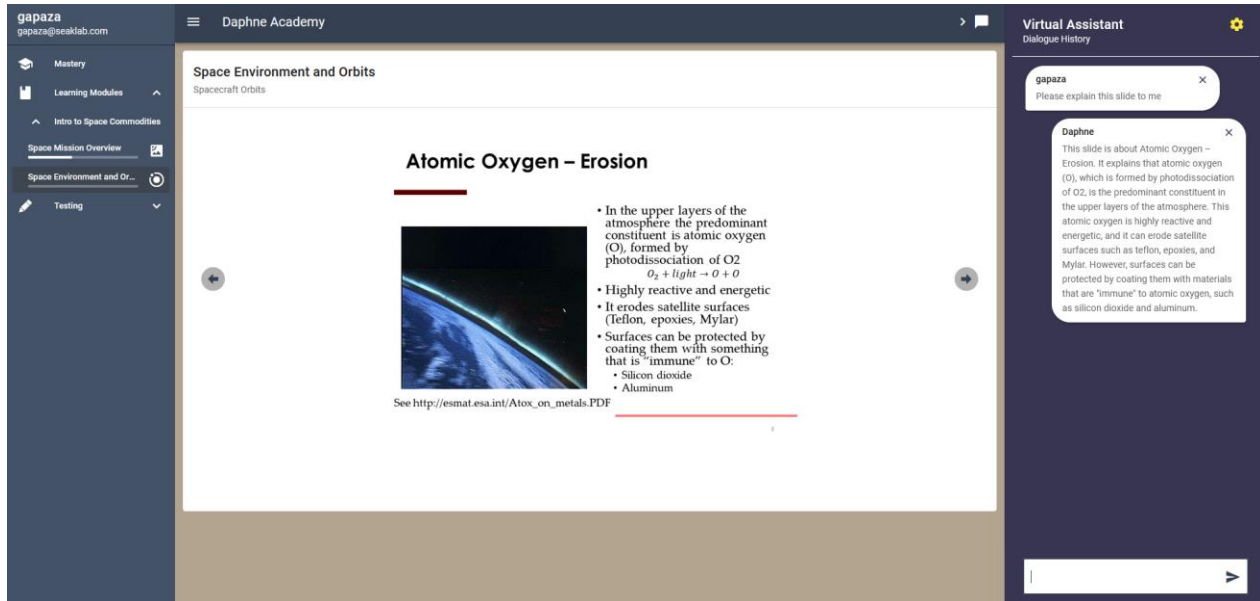 gapaza
gapaza@seaklab.com
Mastery
Learning Modules
Intro to Space Commodities
Space Mission Overview
Space Environment and Or...
Testing
Daphne Academy
Space Environment and Orbits
Spacecraft Orbits
Atomic Oxygen – Erosion
• In the upper layers of the
atmosphere the predominant
constituent is atomic oxygen
(O), formed by
photodissociation of O2
O₂ + light → O + O
• Highly reactive and energetic
• It erodes satellite surfaces
(Teflon, epoxies, Mylar)
• Surfaces can be protected by
coating them with something
that is "immune" to O:
• Silicon dioxide
• Aluminum
See http://esmat.esa.int/Atox_on_metals.PDF
Virtual Assistant
Dialogue History
gapaza
Please explain this slide to me
Daphne
This slide is about Atomic Oxygen –
Erosion. It explains that atomic oxygen
(O), which is formed by photodissociation
of O2, is the predominant constituent in
the upper layers of the atmosphere. This
atomic oxygen is highly reactive and
energetic, and it can erode satellite
surfaces such as teflon, epoxies, and
Mylar. However, surfaces can be
protected by coating them with materials
that are "immune" to atomic oxygen, such
as silicon dioxide and aluminum.